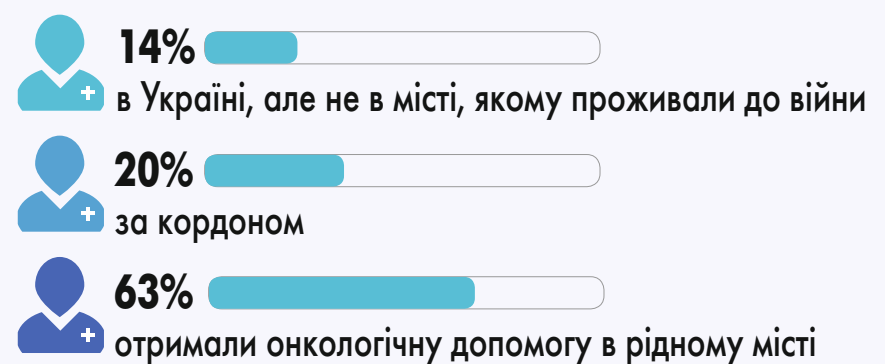 14%
в Україні, але не в місті, якому проживали до війни
20%
за кордоном
63%
отримали онкологічну допомогу в рідному місті